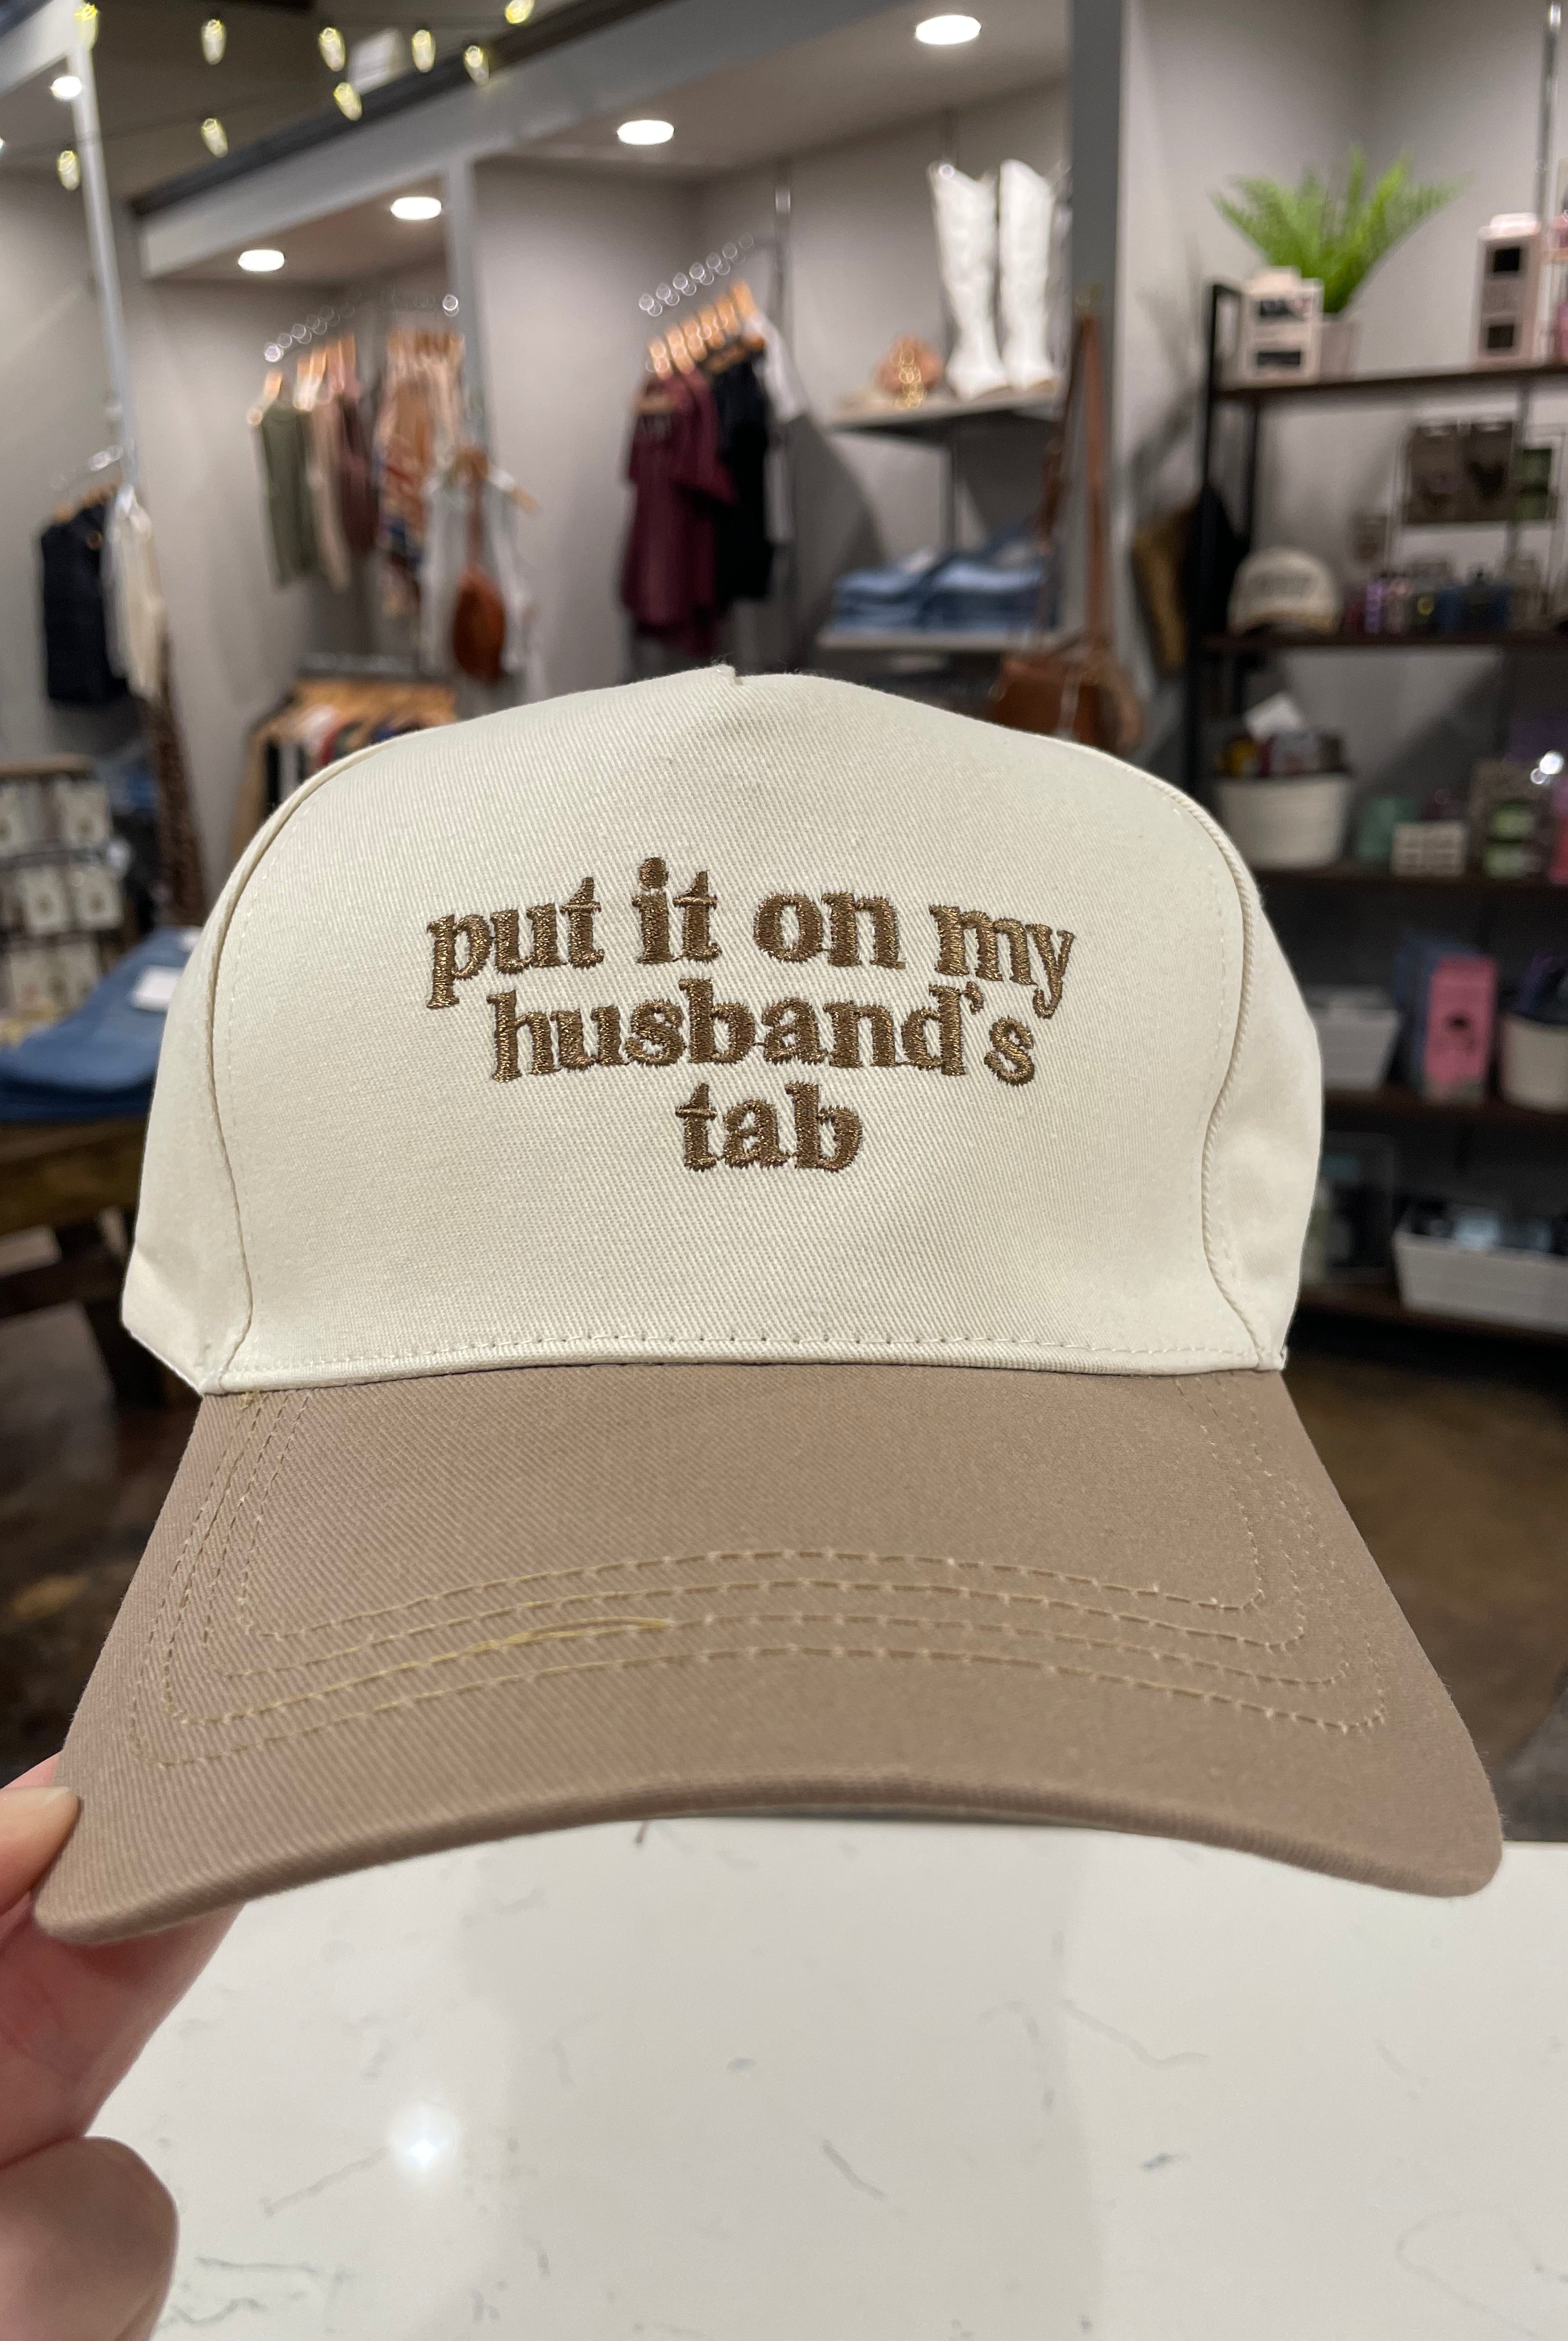 put it on my
husband's
tab